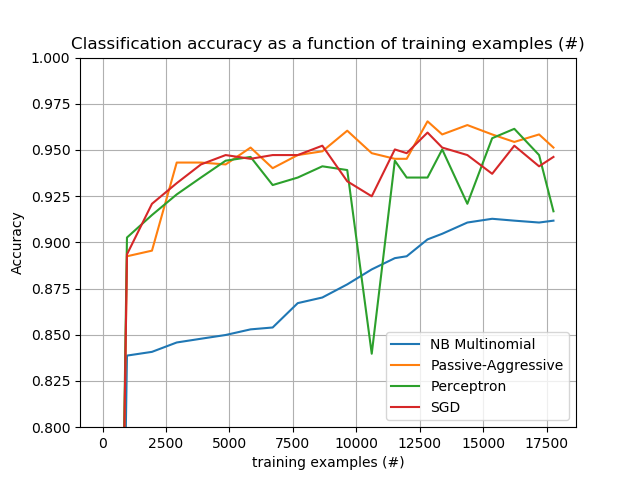 Classification accuracy as a function of training examples (#)
1.000
0.975
0.950
0.925
0.900
0.875
0.850
0.825
0.800
Accuracy
NB Multinomial
Passive-Aggressive
Perceptron
SGD
0 2500 5000 7500 10000 12500 15000 17500
training examples (#)